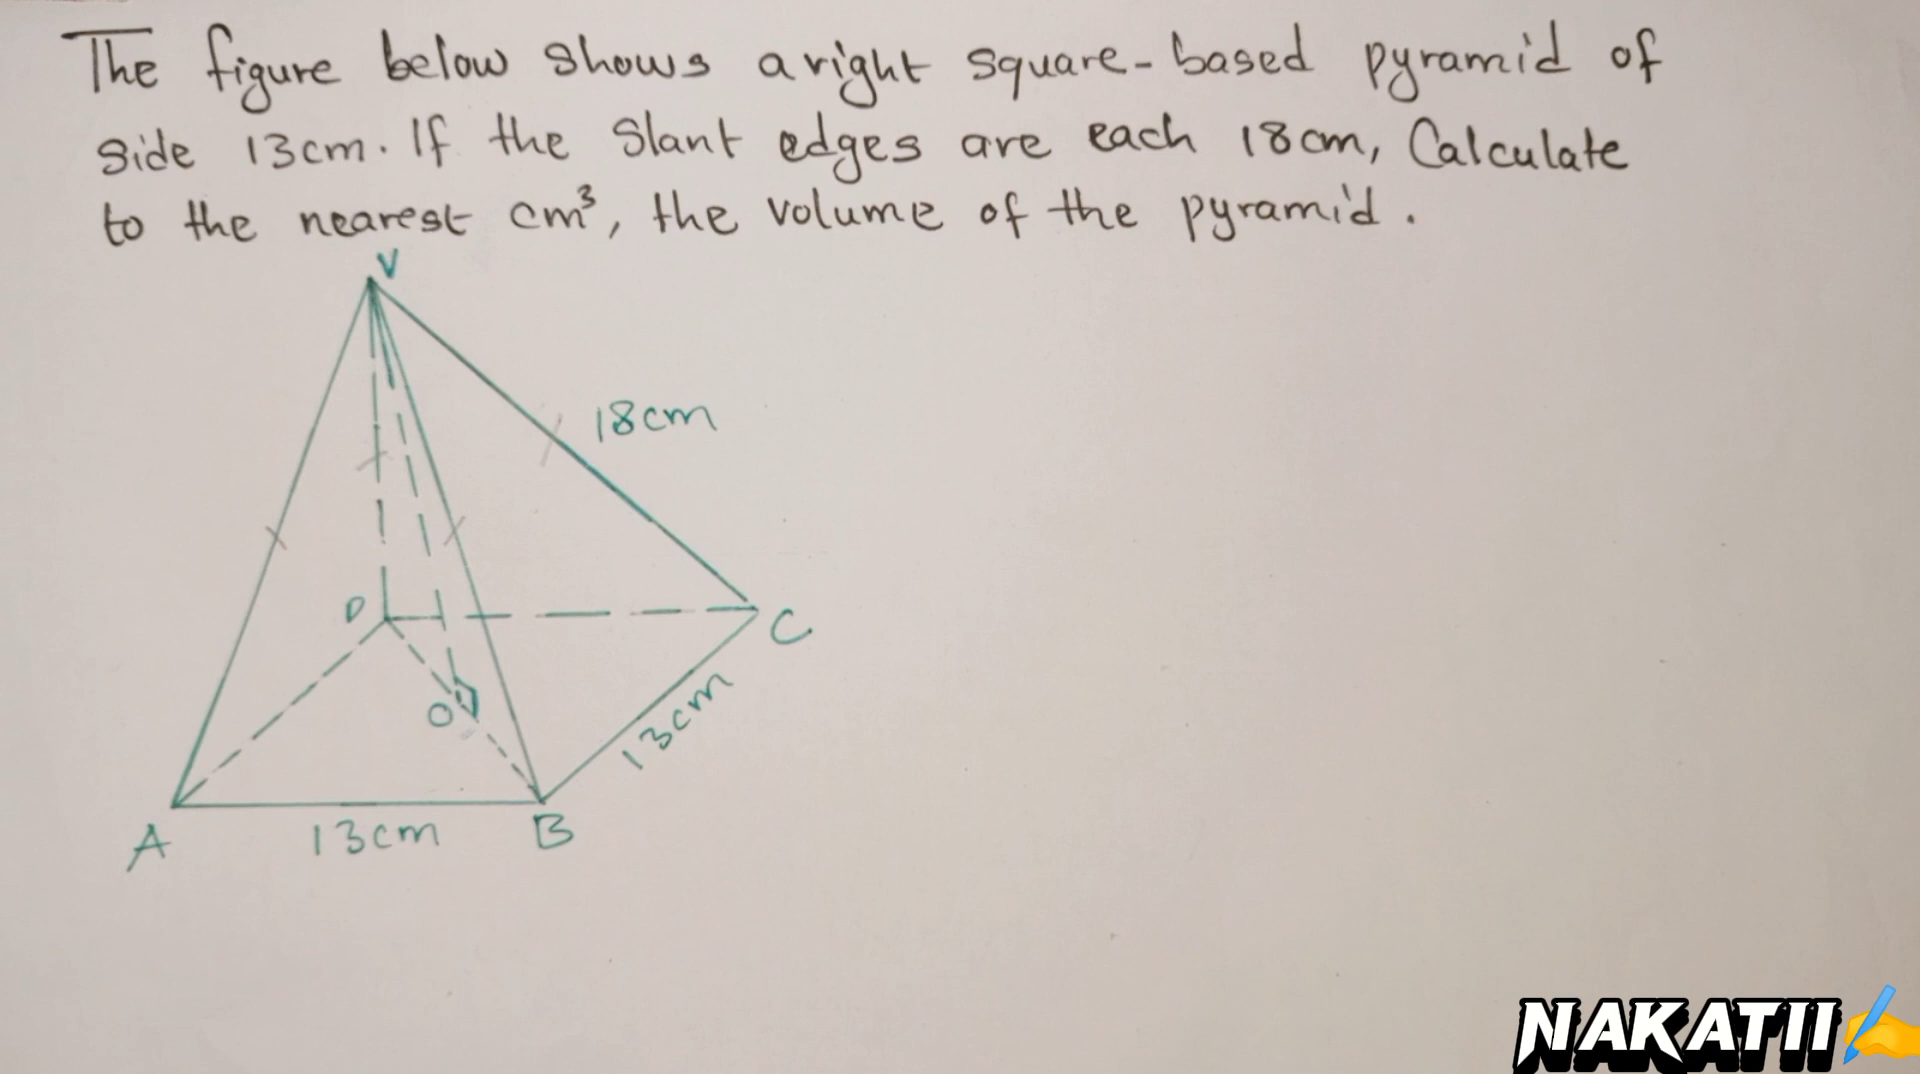 The figure below shows a right square-based pyramid of
side 13cm. If the slant edges are each 18cm, Calculate
to the nearest cm³, the volume of the pyramid.
V
18cm
D
C
O
13cm
A
13cm
B
NAKATII